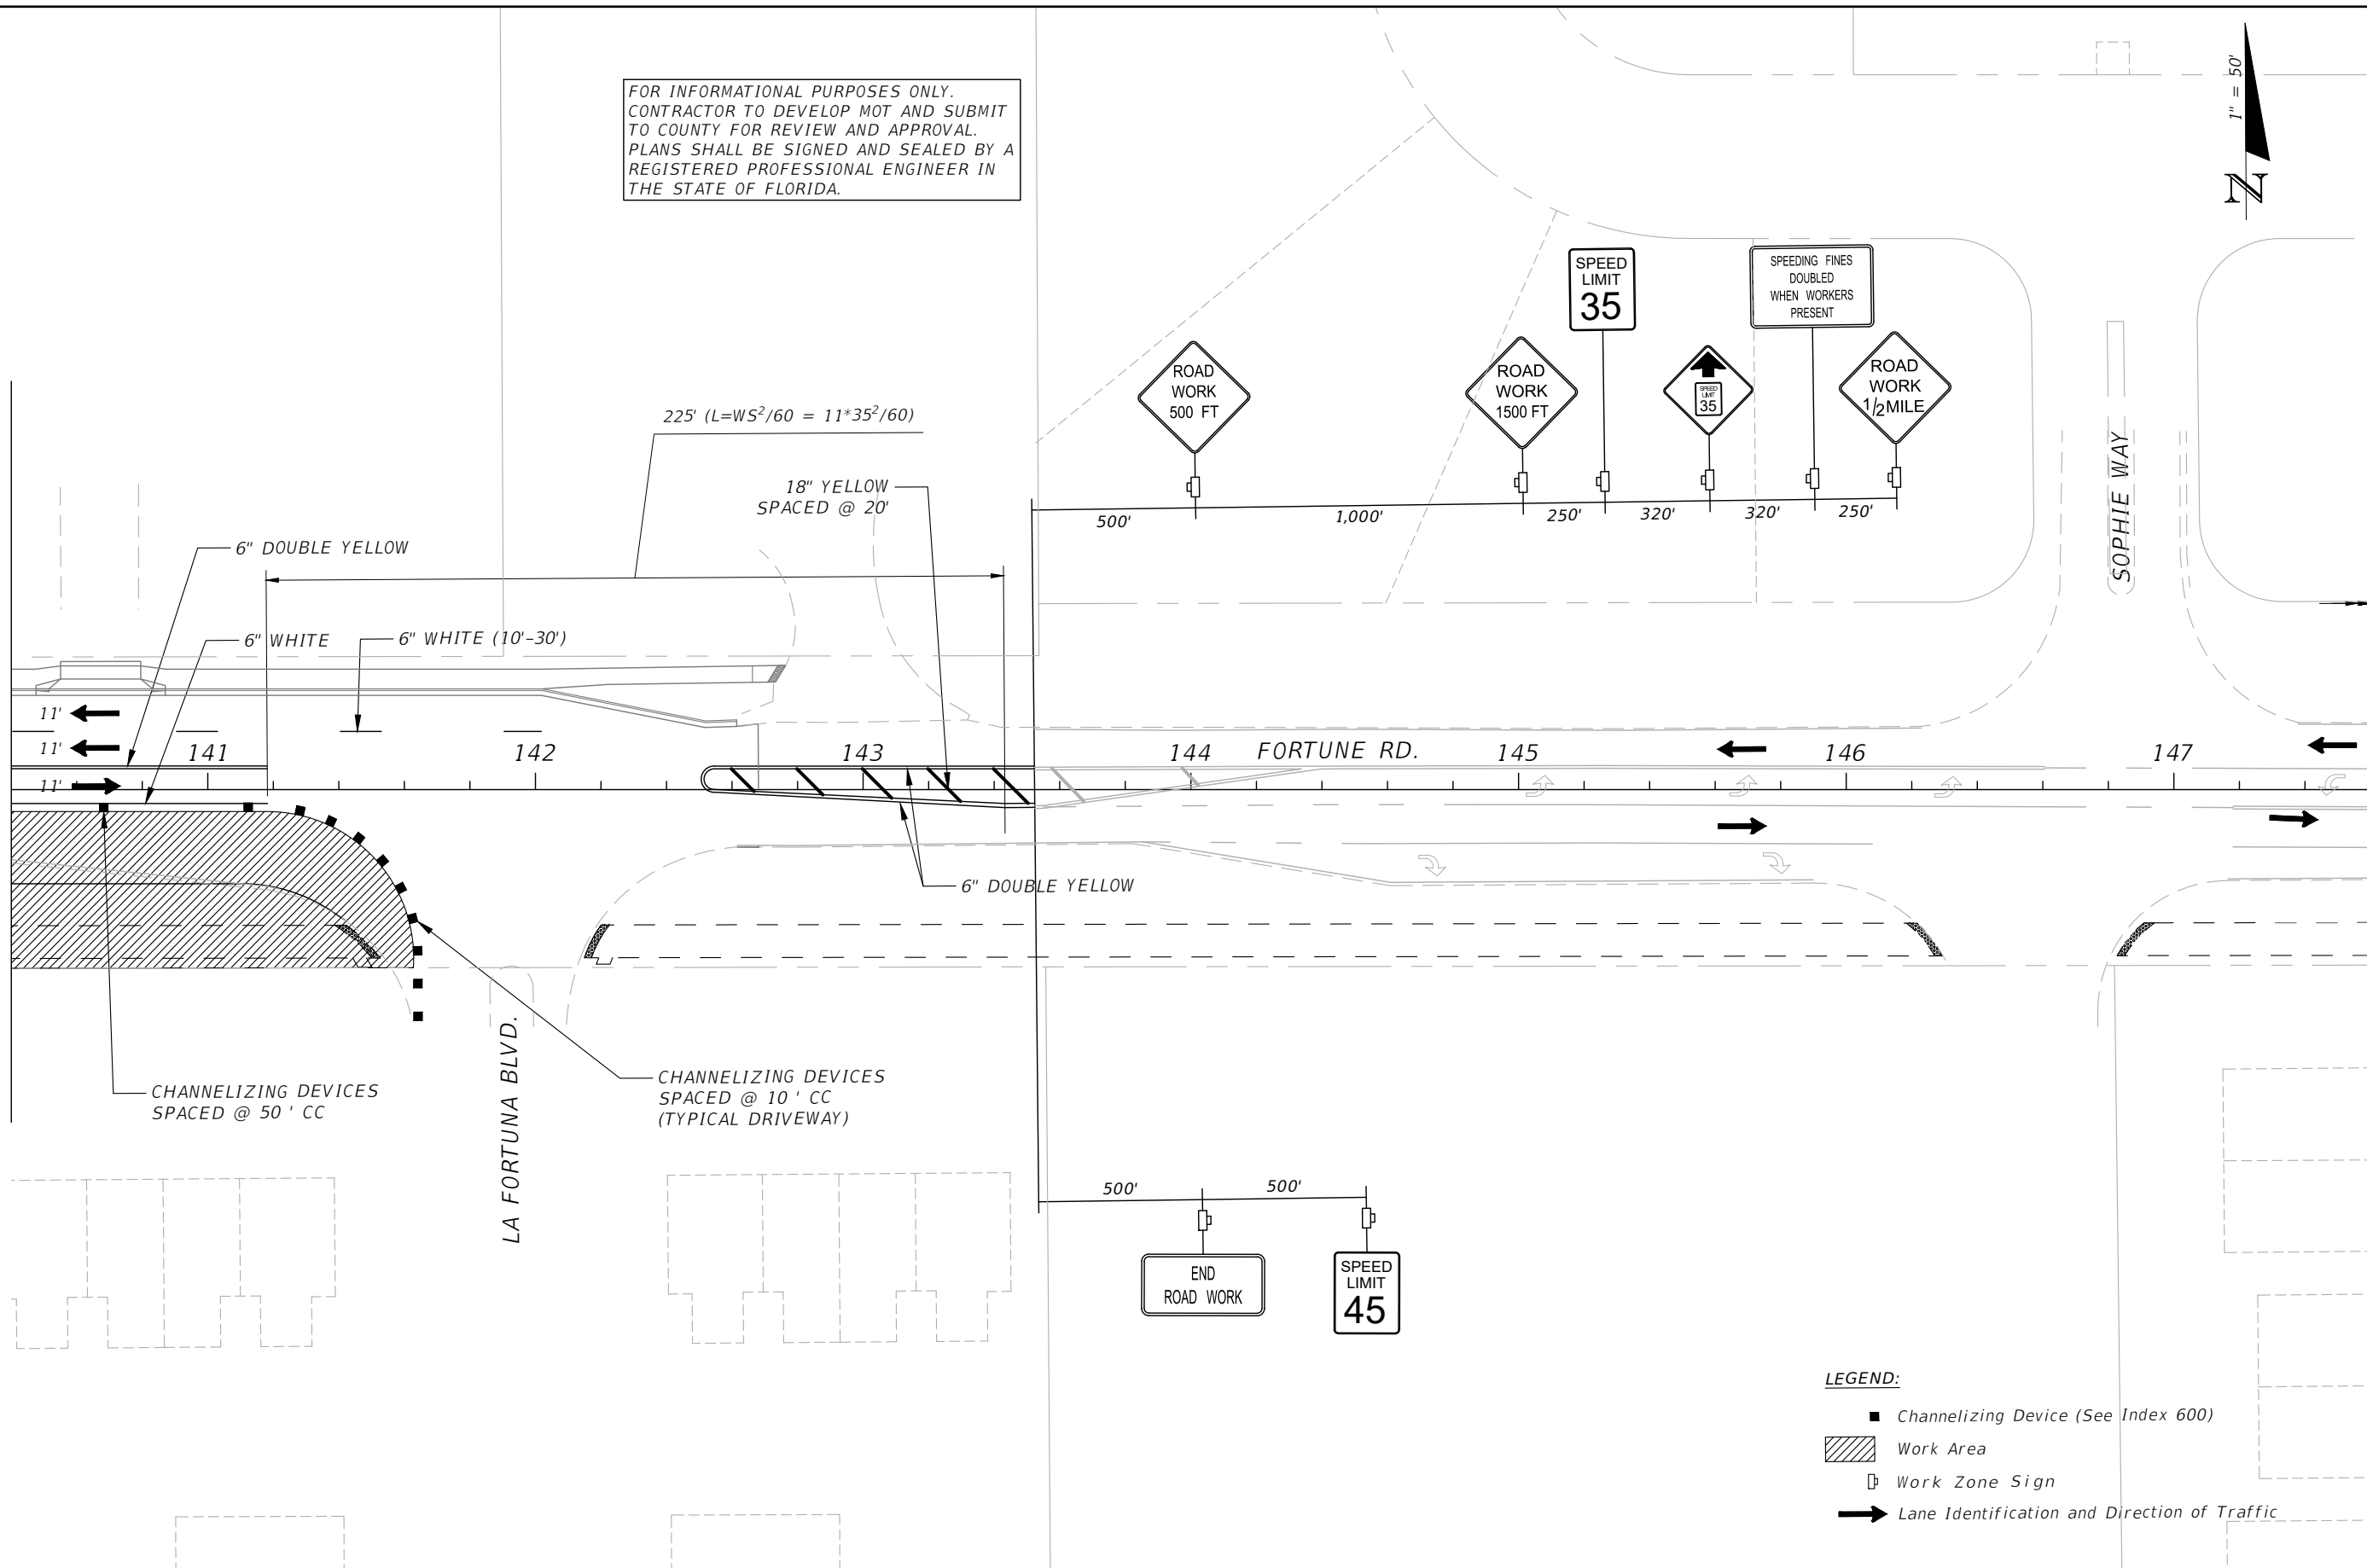 FOR INFORMATIONAL PURPOSES ONLY.
CONTRACTOR TO DEVELOP MOT AND SUBMIT
TO COUNTY FOR REVIEW AND APPROVAL.
PLANS SHALL BE SIGNED AND SEALED BY A
REGISTERED PROFESSIONAL ENGINEER IN
THE STATE OF FLORIDA.
1" = 50'
N
SPEED
LIMIT
35
SPEEDING FINES
DOUBLED
WHEN WORKERS
PRESENT
ROAD
WORK
500 FT
ROAD
WORK
1500 FT
SPEED
LIMIT
35
ROAD
WORK
1/2 MILE
500'
1,000'
250'
320'
320'
250'
SOPHIE WAY
225' (L=WS²/60 = 11*35²/60)
18" YELLOW
SPACED @ 20'
6" DOUBLE YELLOW
6" WHITE
6" WHITE (10'-30')
11'
11'
11'
141
142
143
144
FORTUNE RD.
145
146
147
6" DOUBLE YELLOW
CHANNELIZING DEVICES
SPACED @ 50 ' CC
LA FORTUNA BLVD.
CHANNELIZING DEVICES
SPACED @ 10 ' CC
(TYPICAL DRIVEWAY)
500'
500'
END
ROAD WORK
SPEED
LIMIT
45
LEGEND:
Channelizing Device (See Index 600)
Work Area
Work Zone Sign
Lane Identification and Direction of Traffic